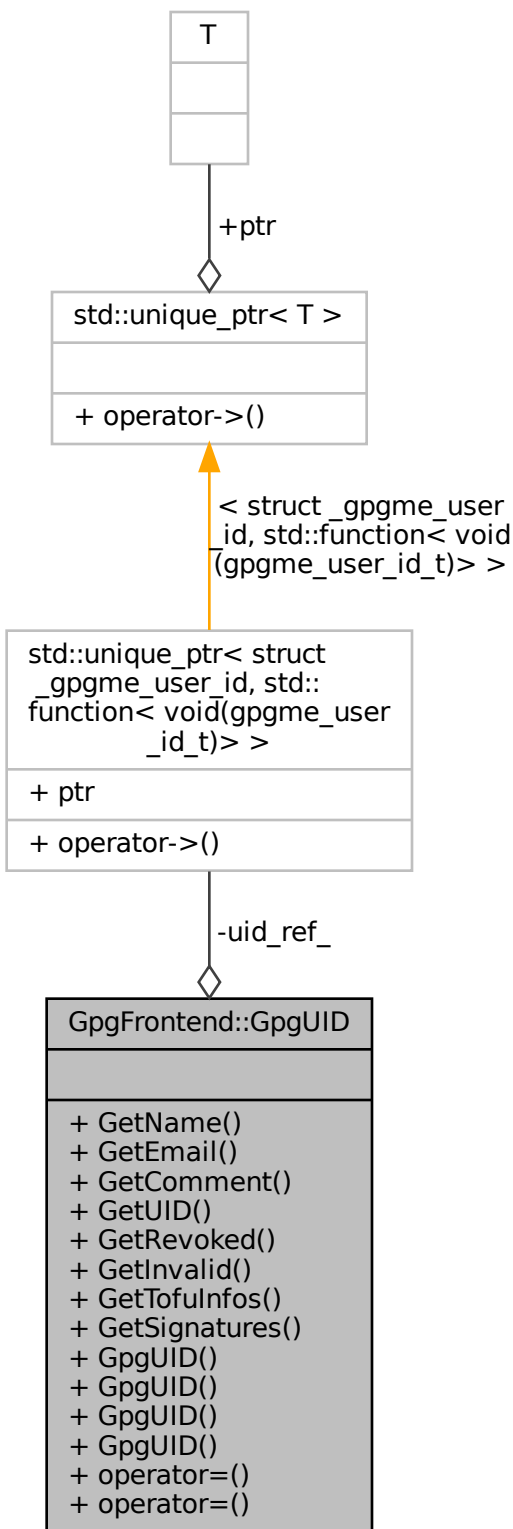 T
+ptr
std::unique_ptr< T >
+ operator->()
< struct _gpgme_user
_id, std::function< void
(gpgme_user_id_t)> >
std::unique_ptr< struct
_gpgme_user_id, std::
function< void(gpgme_user
_id_t)> >
+ ptr
+ operator->()
-uid_ref_
GpgFrontend::GpgUID
+ GetName()
+ GetEmail()
+ GetComment()
+ GetUID()
+ GetRevoked()
+ GetInvalid()
+ GetTofuInfos()
+ GetSignatures()
+ GpgUID()
+ GpgUID()
+ GpgUID()
+ GpgUID()
+ operator=()
+ operator=()